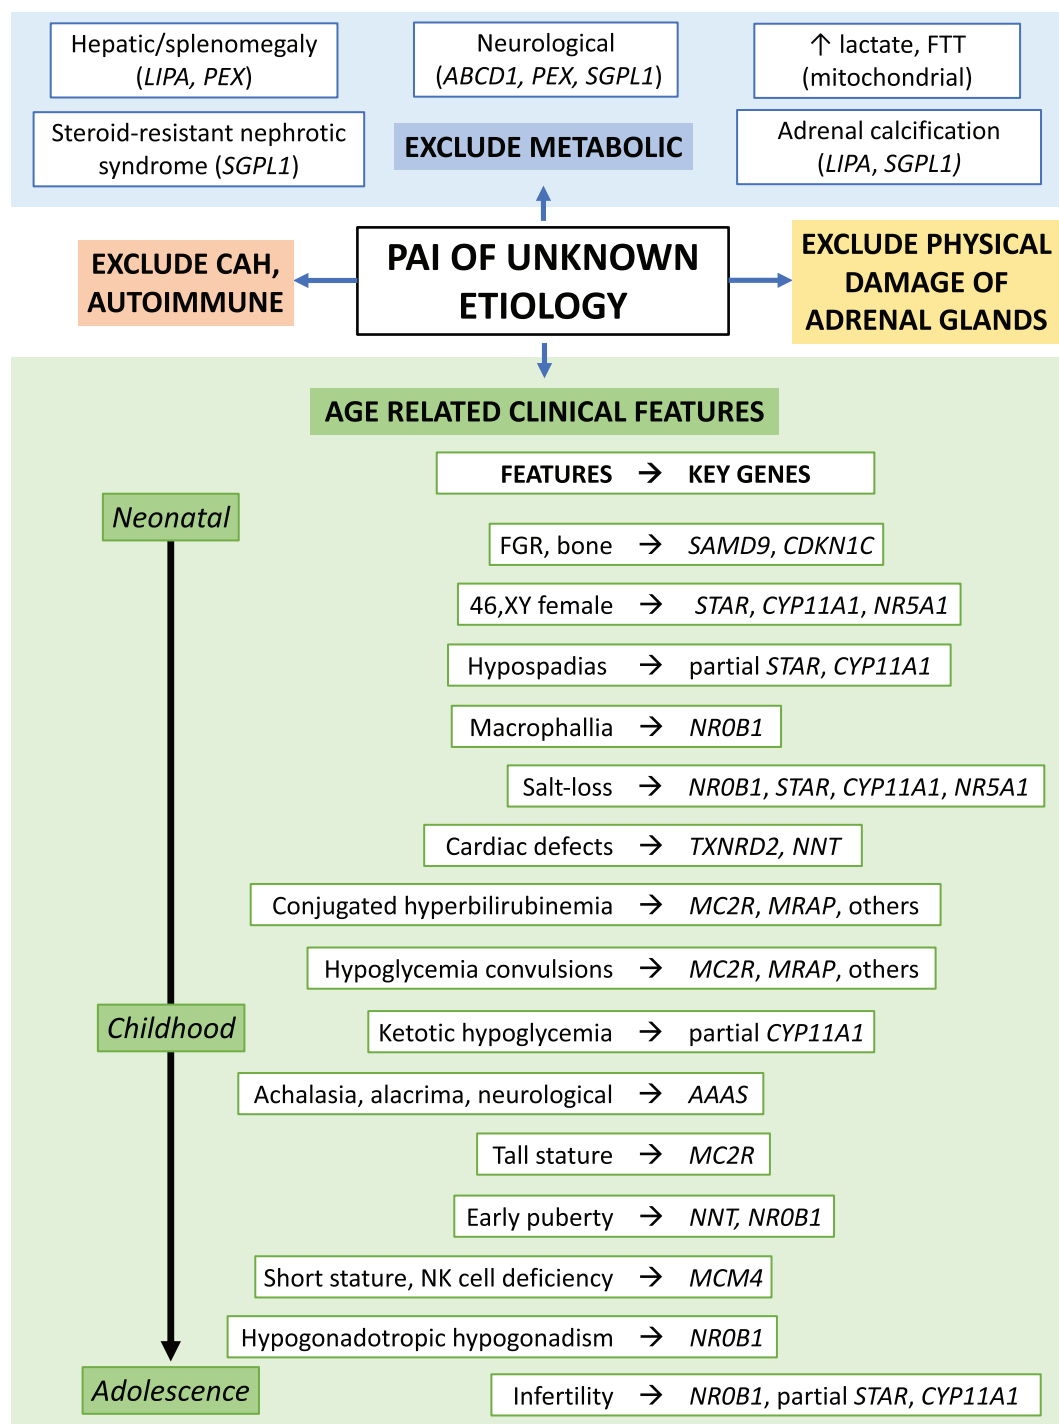 Hepatic/splenomegaly
(LIPA, PEX)
Neurological
(ABCD1, PEX, SGPL1)
↑ lactate, FTT
(mitochondrial)
Steroid-resistant nephrotic
syndrome (SGPL1)
EXCLUDE METABOLIC
Adrenal calcification
(LIPA, SGPL1)
EXCLUDE CAH,
AUTOIMMUNE
PAI OF UNKNOWN
ETIOLOGY
EXCLUDE PHYSICAL
DAMAGE OF
ADRENAL GLANDS
AGE RELATED CLINICAL FEATURES
FEATURES → KEY GENES
Neonatal
FGR, bone → SAMD9, CDKN1C
46,XY female → STAR, CYP11A1, NR5A1
Hypospadias → partial STAR, CYP11A1
Macrophallia → NR0B1
Salt-loss → NR0B1, STAR, CYP11A1, NR5A1
Cardiac defects → TXNRD2, NNT
Conjugated hyperbilirubinemia → MC2R, MRAP, others
Hypoglycemia convulsions → MC2R, MRAP, others
Childhood
Ketotic hypoglycemia → partial CYP11A1
Achalasia, alacrima, neurological → AAAS
Tall stature → MC2R
Early puberty → NNT, NR0B1
Short stature, NK cell deficiency → MCM4
Hypogonadotropic hypogonadism → NR0B1
Adolescence
Infertility → NR0B1, partial STAR, CYP11A1